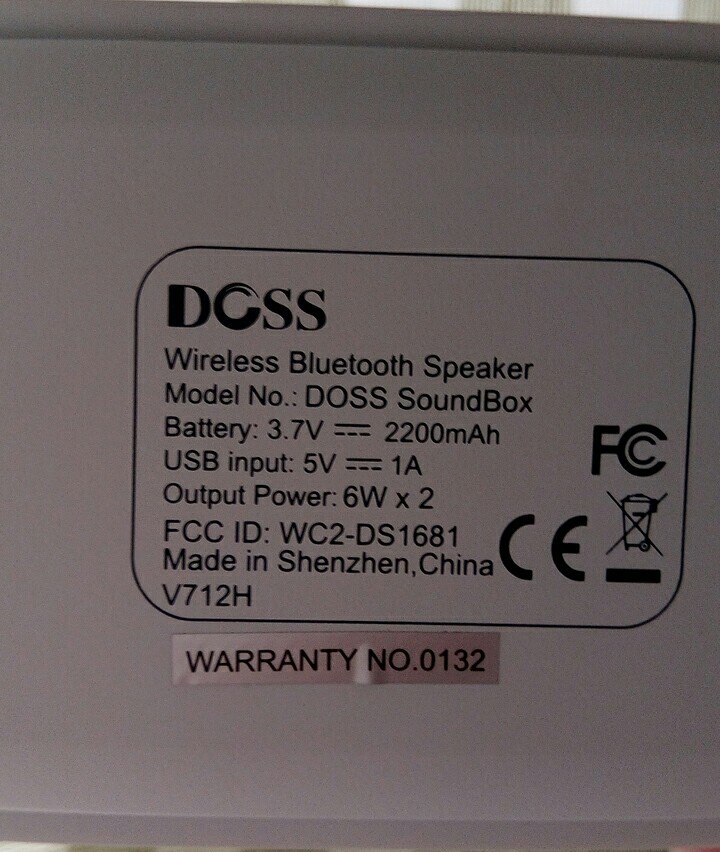 DOSS
Wireless Bluetooth Speaker
Model No.: DOSS SoundBox
Battery: 3.7V ⎓ 2200mAh
USB input: 5V ⎓ 1A
Output Power: 6W x 2
FCC ID: WC2-DS1681
Made in Shenzhen,China
V712H
FC
CE
WARRANTY NO.0132